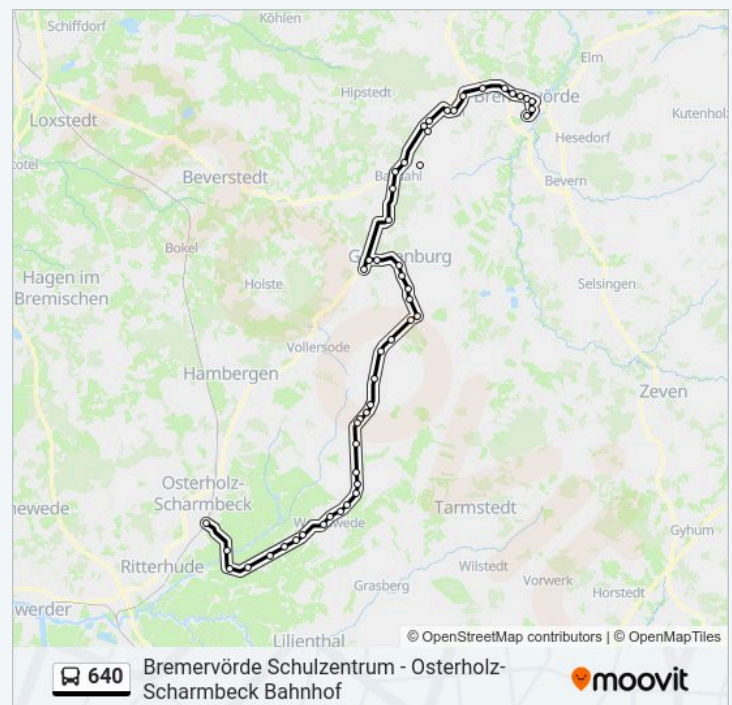 Schiffdorf
Köhlen
Elm
Hipstedt
Loxstedt
Kutenhol
Hesedorf
Beverstedt
Bevern
Bokel
Hagen im
Bremischen
Holste
Selsingen
Vollersode
Hambergen
Zeven
Osterholz-
Scharmbeck
Tarmstedt
Gyhum
Wilstedt
Ritterhude
Vorwerk
Grasberg
Horstedt
Lilienthal
© OpenStreetMap contributors | © OpenMapTiles
640
Bremervörde Schulzentrum - Osterholz-
Scharmbeck Bahnhof
moovit